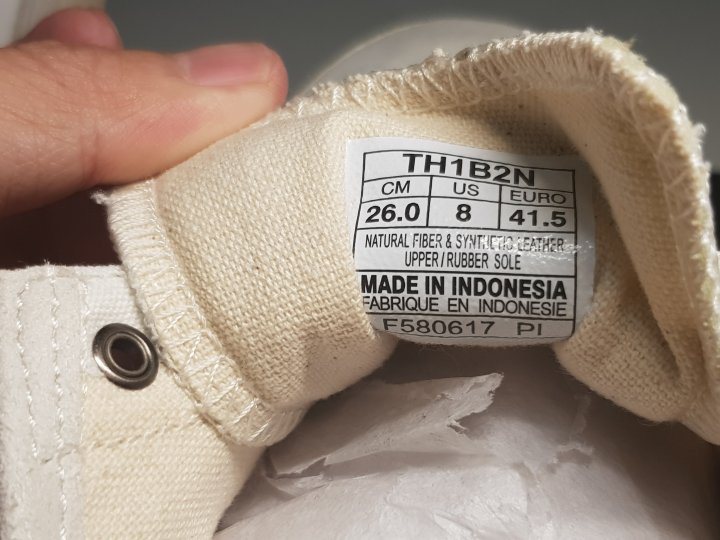 TH1B2N
CM US EURO
26.0 8 41.5
NATURAL FIBER & SYNTHETIC LEATHER
UPPER / RUBBER SOLE
MADE IN INDONESIA
FABRIQUE EN INDONESIE
F580617 PI